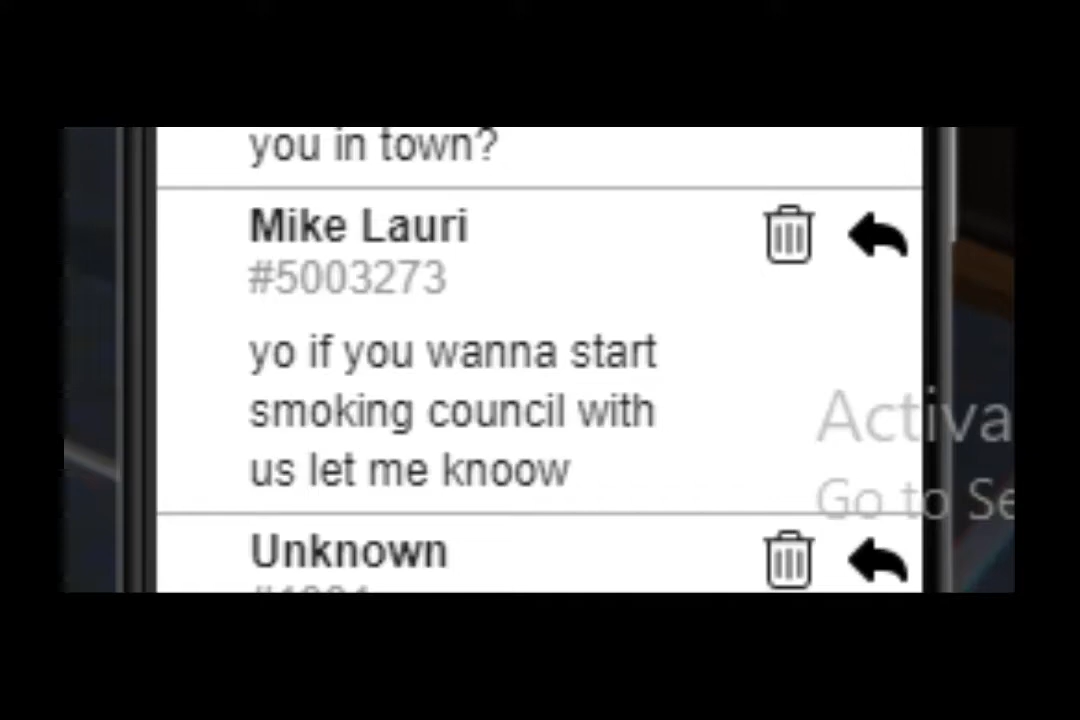 you in town?
Mike Lauri
#5003273
yo if you wanna start
smoking council with
us let me knoow
Activa
Go to Se
Unknown